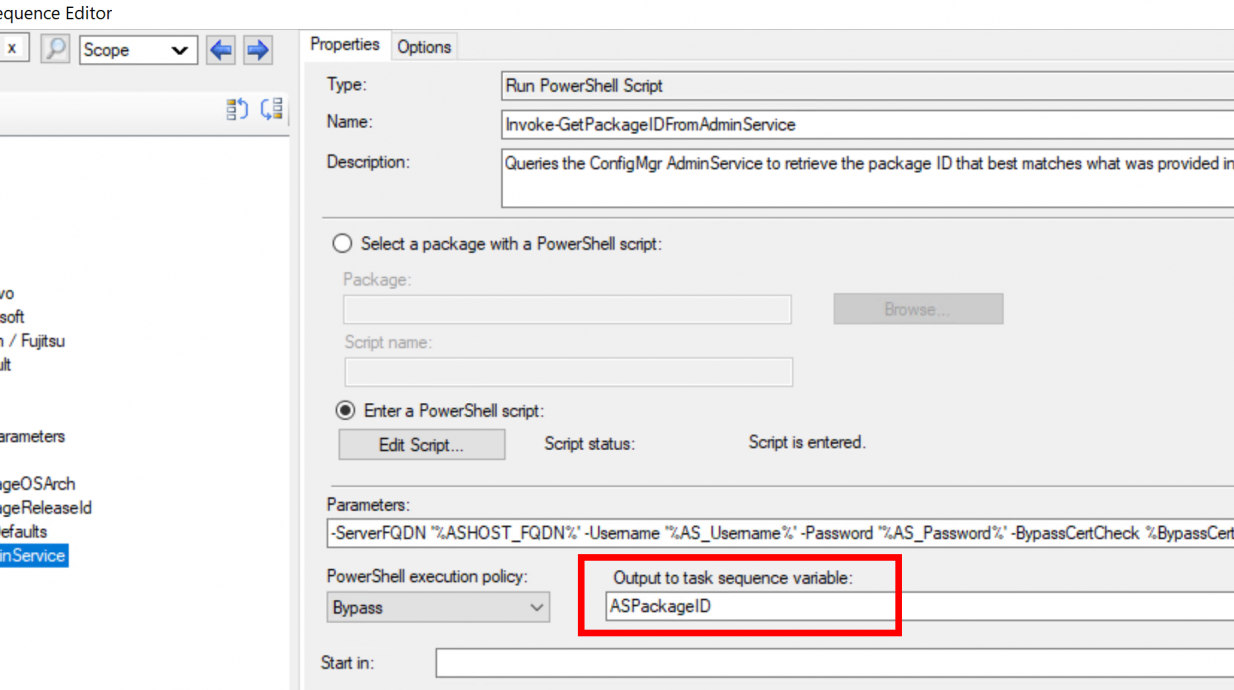 equence Editor
x
Scope
Properties
Options
Type:
Run PowerShell Script
Name:
Invoke-GetPackageIDFromAdminService
Description:
Queries the ConfigMgr AdminService to retrieve the package ID that best matches what was provided in
Select a package with a PowerShell script:
Package:
Browse...
Script name:
Enter a PowerShell script:
Edit Script...
Script status:
Script is entered.
Parameters:
-ServerFQDN '%ASHOST_FQDN%' -Username '%AS_Username%' -Password '%AS_Password%' -BypassCertCheck %BypassCert
PowerShell execution policy:
Bypass
Output to task sequence variable:
ASPackageID
Start in:
vo
soft
n / Fujitsu
ult
arameters
ageOSArch
ageReleaseId
efaults
inService